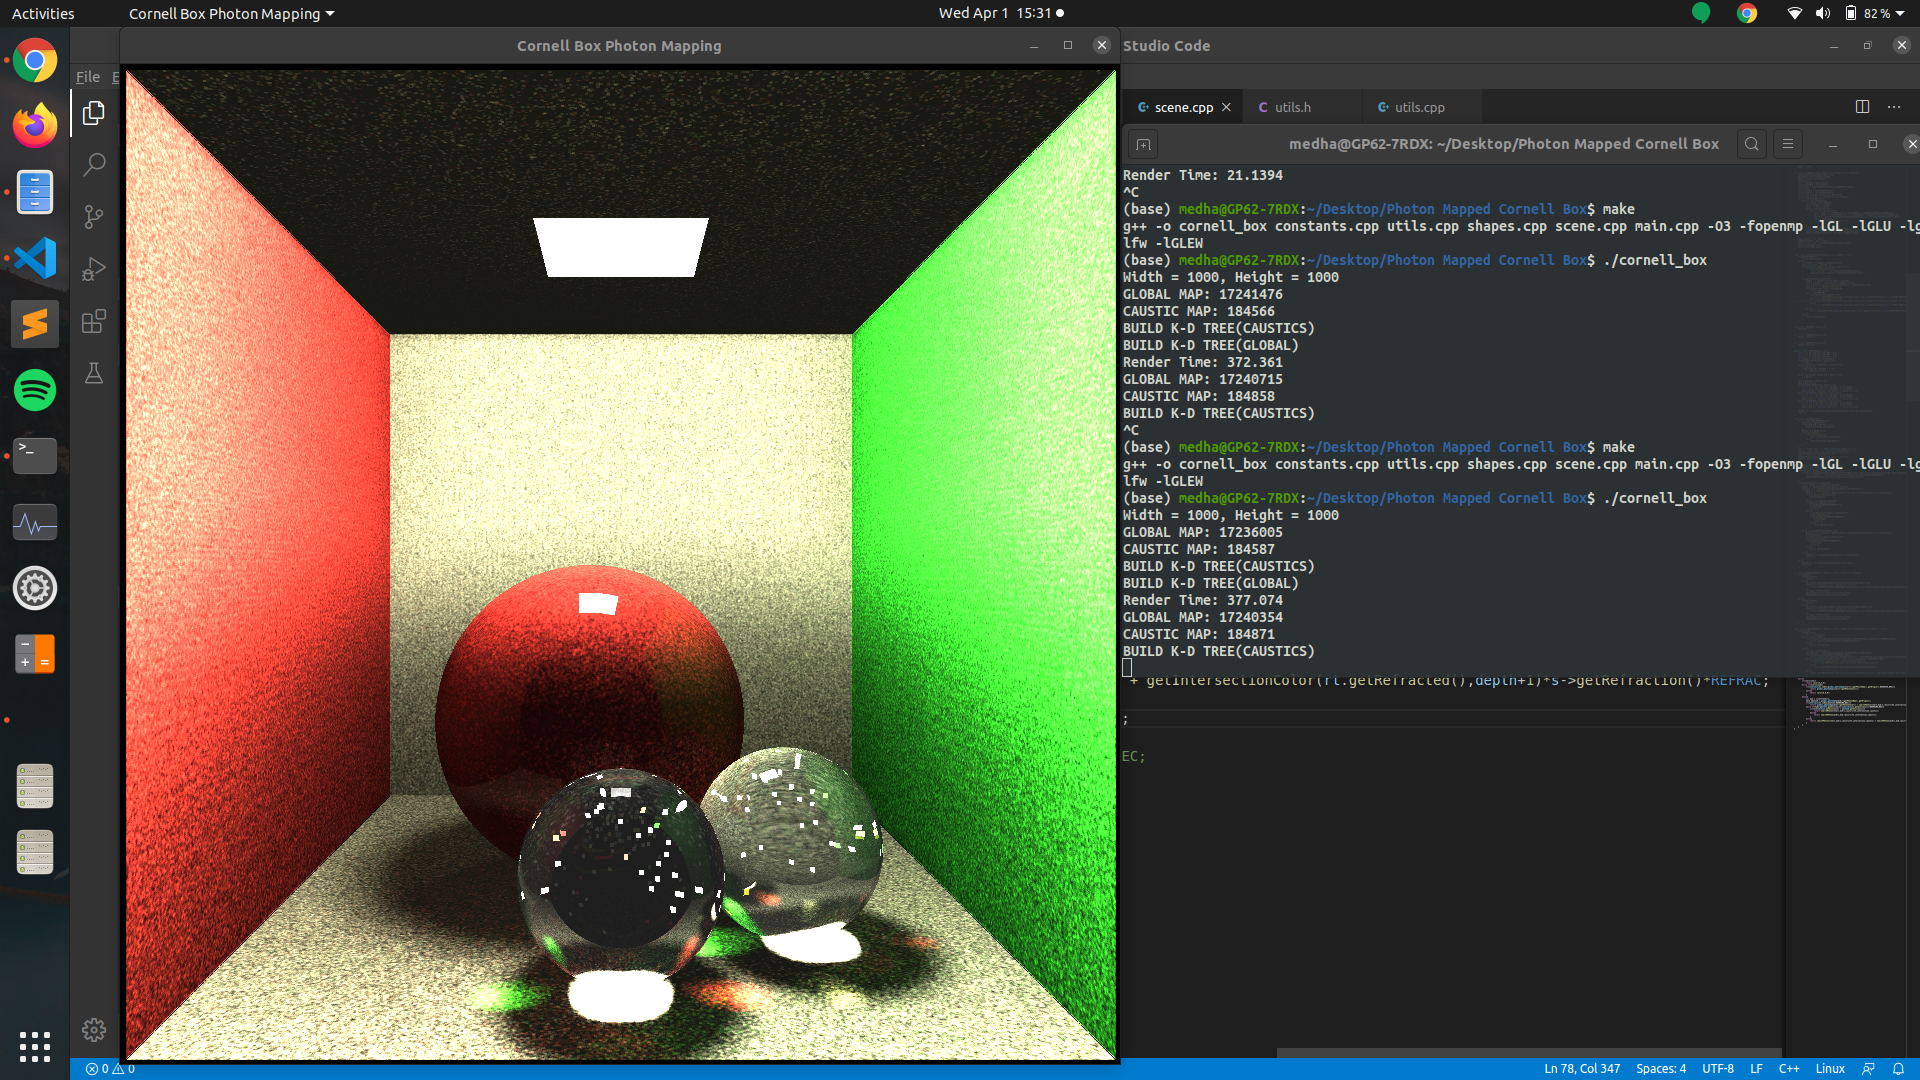 Activities
Cornell Box Photon Mapping
Wed Apr 1 15:31
82 %
Cornell Box Photon Mapping
Studio Code
File E
scene.cpp
utils.h
utils.cpp
medha@GP62-7RDX: ~/Desktop/Photon Mapped Cornell Box
Render Time: 21.1394
^C
(base) medha@GP62-7RDX:~/Desktop/Photon Mapped Cornell Box$ make
g++ -o cornell_box constants.cpp utils.cpp shapes.cpp scene.cpp main.cpp -O3 -fopenmp -lGL -lGLU -lg
lfw -lGLEW
(base) medha@GP62-7RDX:~/Desktop/Photon Mapped Cornell Box$ ./cornell_box
Width = 1000, Height = 1000
GLOBAL MAP: 17241476
CAUSTIC MAP: 184566
BUILD K-D TREE(CAUSTICS)
BUILD K-D TREE(GLOBAL)
Render Time: 372.361
GLOBAL MAP: 17240715
CAUSTIC MAP: 184858
BUILD K-D TREE(CAUSTICS)
^C
(base) medha@GP62-7RDX:~/Desktop/Photon Mapped Cornell Box$ make
g++ -o cornell_box constants.cpp utils.cpp shapes.cpp scene.cpp main.cpp -O3 -fopenmp -lGL -lGLU -lg
lfw -lGLEW
(base) medha@GP62-7RDX:~/Desktop/Photon Mapped Cornell Box$ ./cornell_box
Width = 1000, Height = 1000
GLOBAL MAP: 17236005
CAUSTIC MAP: 184587
BUILD K-D TREE(CAUSTICS)
BUILD K-D TREE(GLOBAL)
Render Time: 377.074
GLOBAL MAP: 17240354
CAUSTIC MAP: 184871
BUILD K-D TREE(CAUSTICS)
+ getIntersectionColor(rt.getRefracted(),depth+1)*s->getRefraction()*REFRAC;
;
EC;
0 0
Ln 78, Col 347
Spaces: 4
UTF-8
LF
C++
Linux